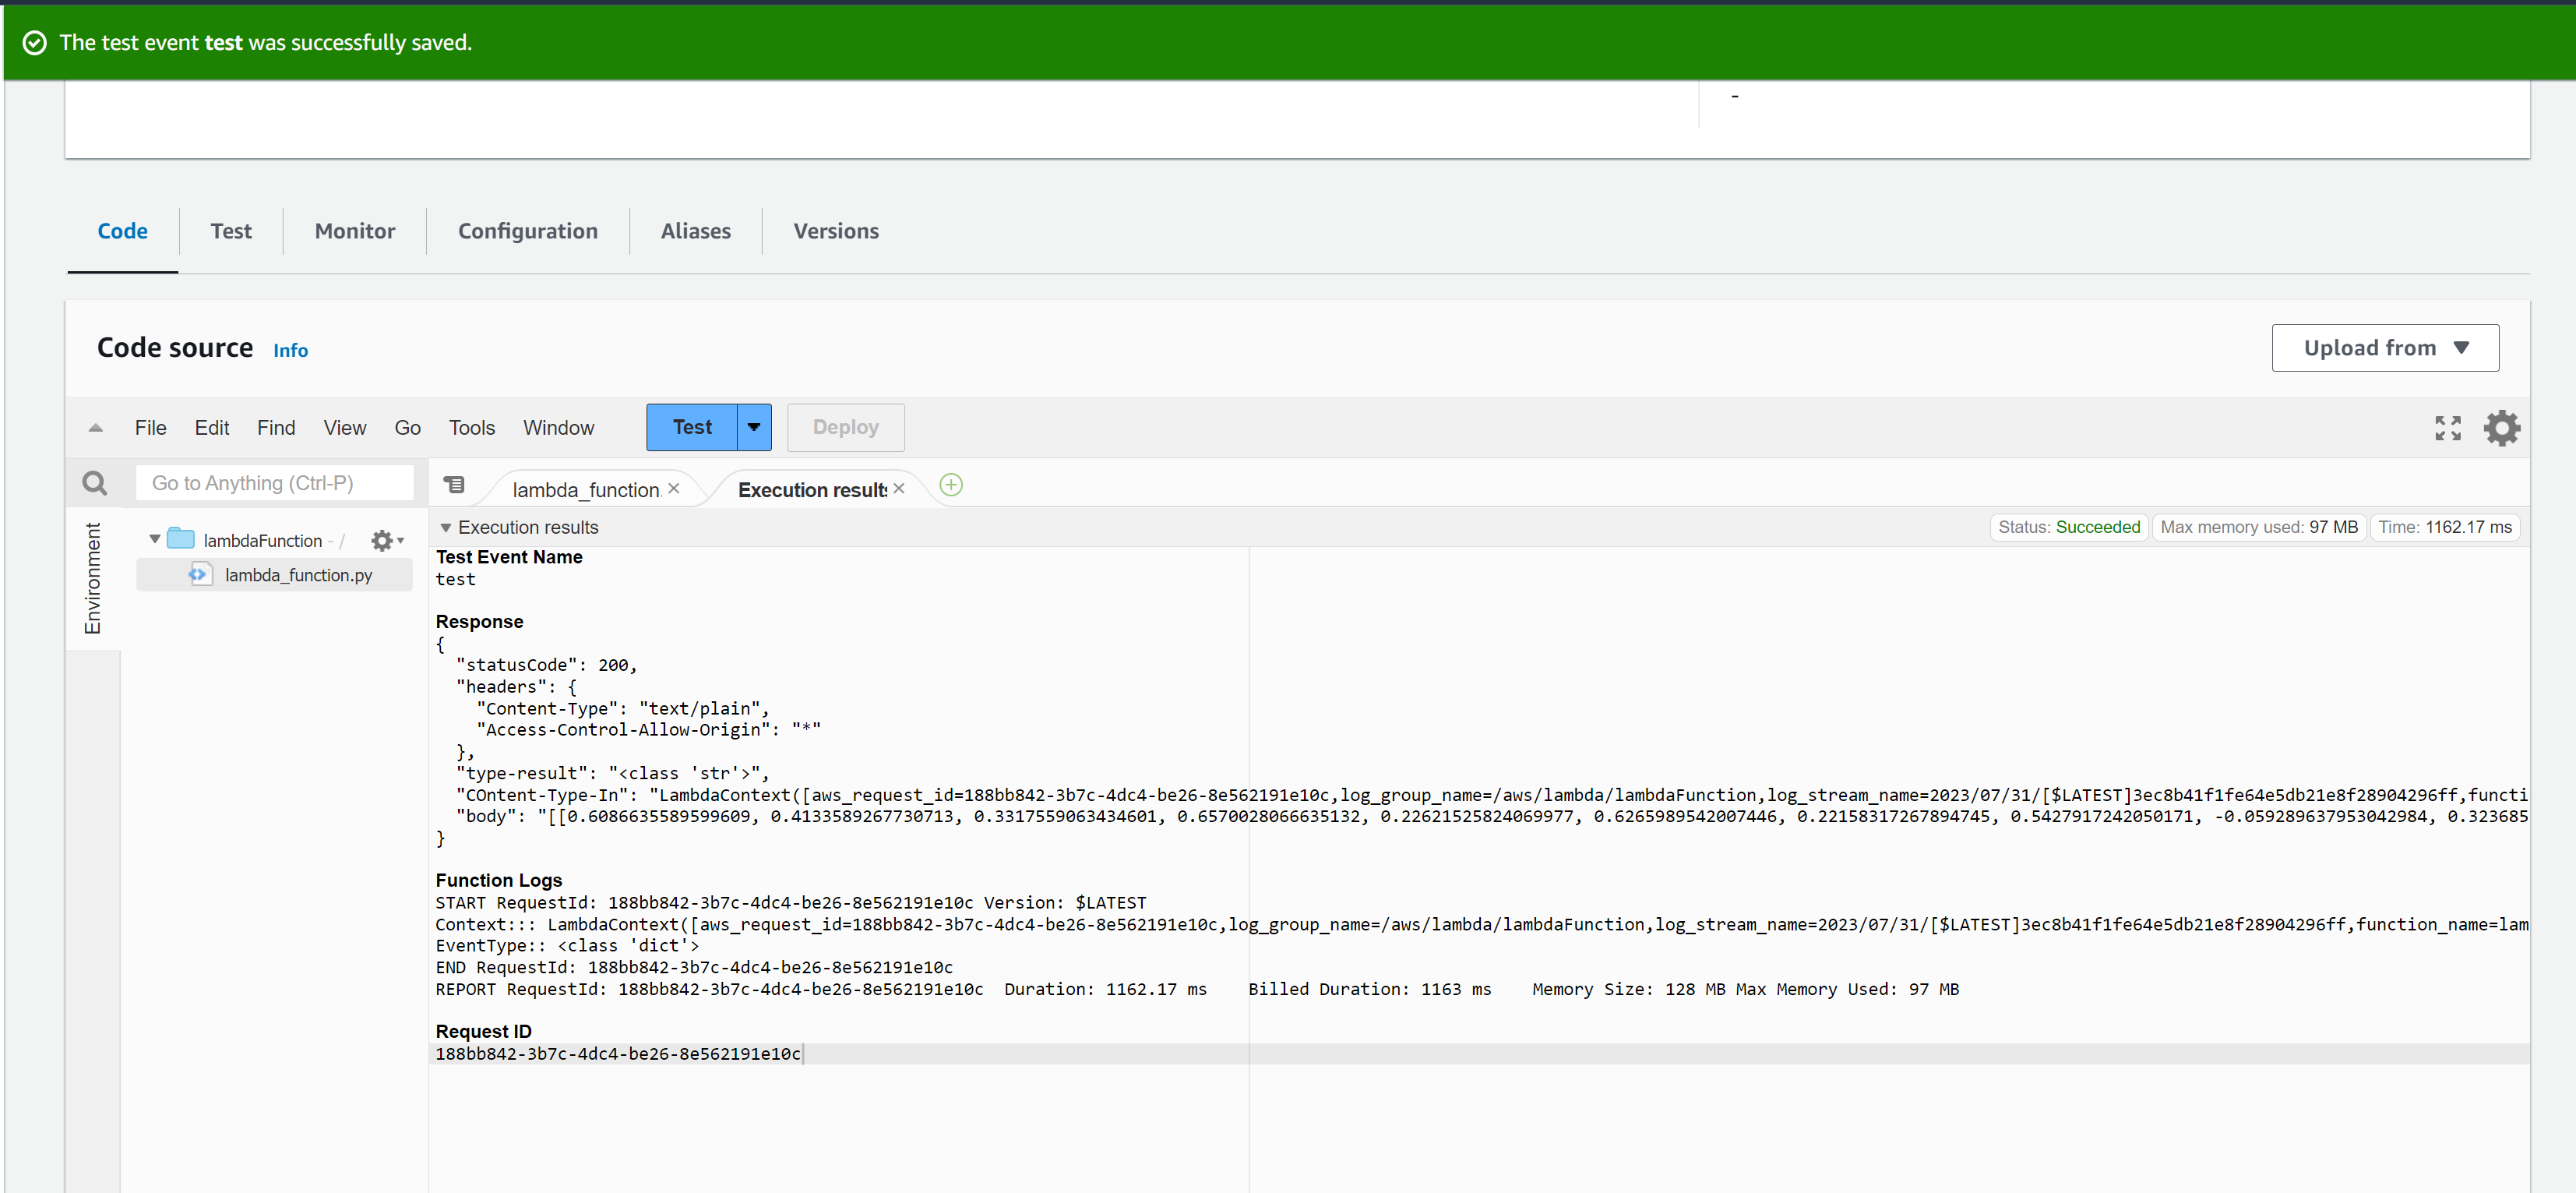 The test event test was successfully saved.
-
Code Test Monitor Configuration Aliases Versions
Code source Info
Upload from
File Edit Find View Go Tools Window Test Deploy
Go to Anything (Ctrl-P)
lambda_function. Execution results
Environment
lambdaFunction - /
lambda_function.py
Execution results
Status: Succeeded Max memory used: 97 MB Time: 1162.17 ms
Test Event Name
test
Response
{
"statusCode": 200,
"headers": {
"Content-Type": "text/plain",
"Access-Control-Allow-Origin": "*"
},
"type-result": "<class 'str'>",
"COntent-Type-In": "LambdaContext([aws_request_id=188bb842-3b7c-4dc4-be26-8e562191e10c,log_group_name=/aws/lambda/lambdaFunction,log_stream_name=2023/07/31/[$LATEST]3ec8b41f1fe64e5db21e8f28904296ff,functi
"body": "[[0.6086635589599609, 0.4133589267730713, 0.3317559063434601, 0.6570028066635132, 0.22621525824069977, 0.6265989542007446, 0.22158317267894745, 0.5427917242050171, -0.059289637953042984, 0.323685
}
Function Logs
START RequestId: 188bb842-3b7c-4dc4-be26-8e562191e10c Version: $LATEST
Context::: LambdaContext([aws_request_id=188bb842-3b7c-4dc4-be26-8e562191e10c,log_group_name=/aws/lambda/lambdaFunction,log_stream_name=2023/07/31/[$LATEST]3ec8b41f1fe64e5db21e8f28904296ff,function_name=lam
EventType:: <class 'dict'>
END RequestId: 188bb842-3b7c-4dc4-be26-8e562191e10c
REPORT RequestId: 188bb842-3b7c-4dc4-be26-8e562191e10c Duration: 1162.17 ms Billed Duration: 1163 ms Memory Size: 128 MB Max Memory Used: 97 MB
Request ID
188bb842-3b7c-4dc4-be26-8e562191e10c